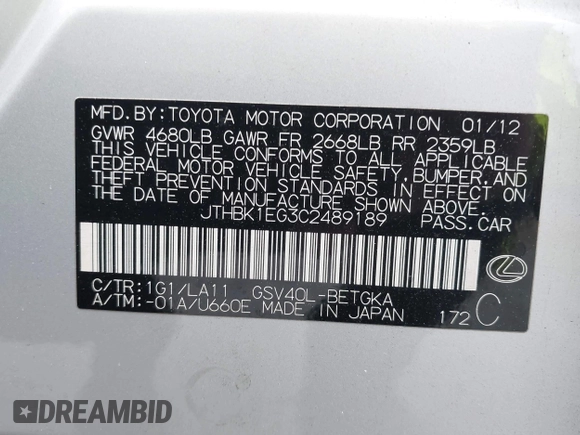 MFD.BY:TOYOTA MOTOR CORPORATION 01/12
GVWR 4680LB GAWR FR 2668LB RR 2359LB
THIS VEHICLE CONFORMS TO ALL APPLICABLE
FEDERAL MOTOR VEHICLE SAFETY,BUMPER,AND
THEFT PREVENTION STANDARDS IN EFFECT ON
THE DATE OF MANUFACTURE SHOWN ABOVE.
JTHBK1EG3C2489189 PASS.CAR
C/TR:1G1/LA11 GSV40L-BETGKA
A/TM:-01A/U660E MADE IN JAPAN 172 C
DREAMBID